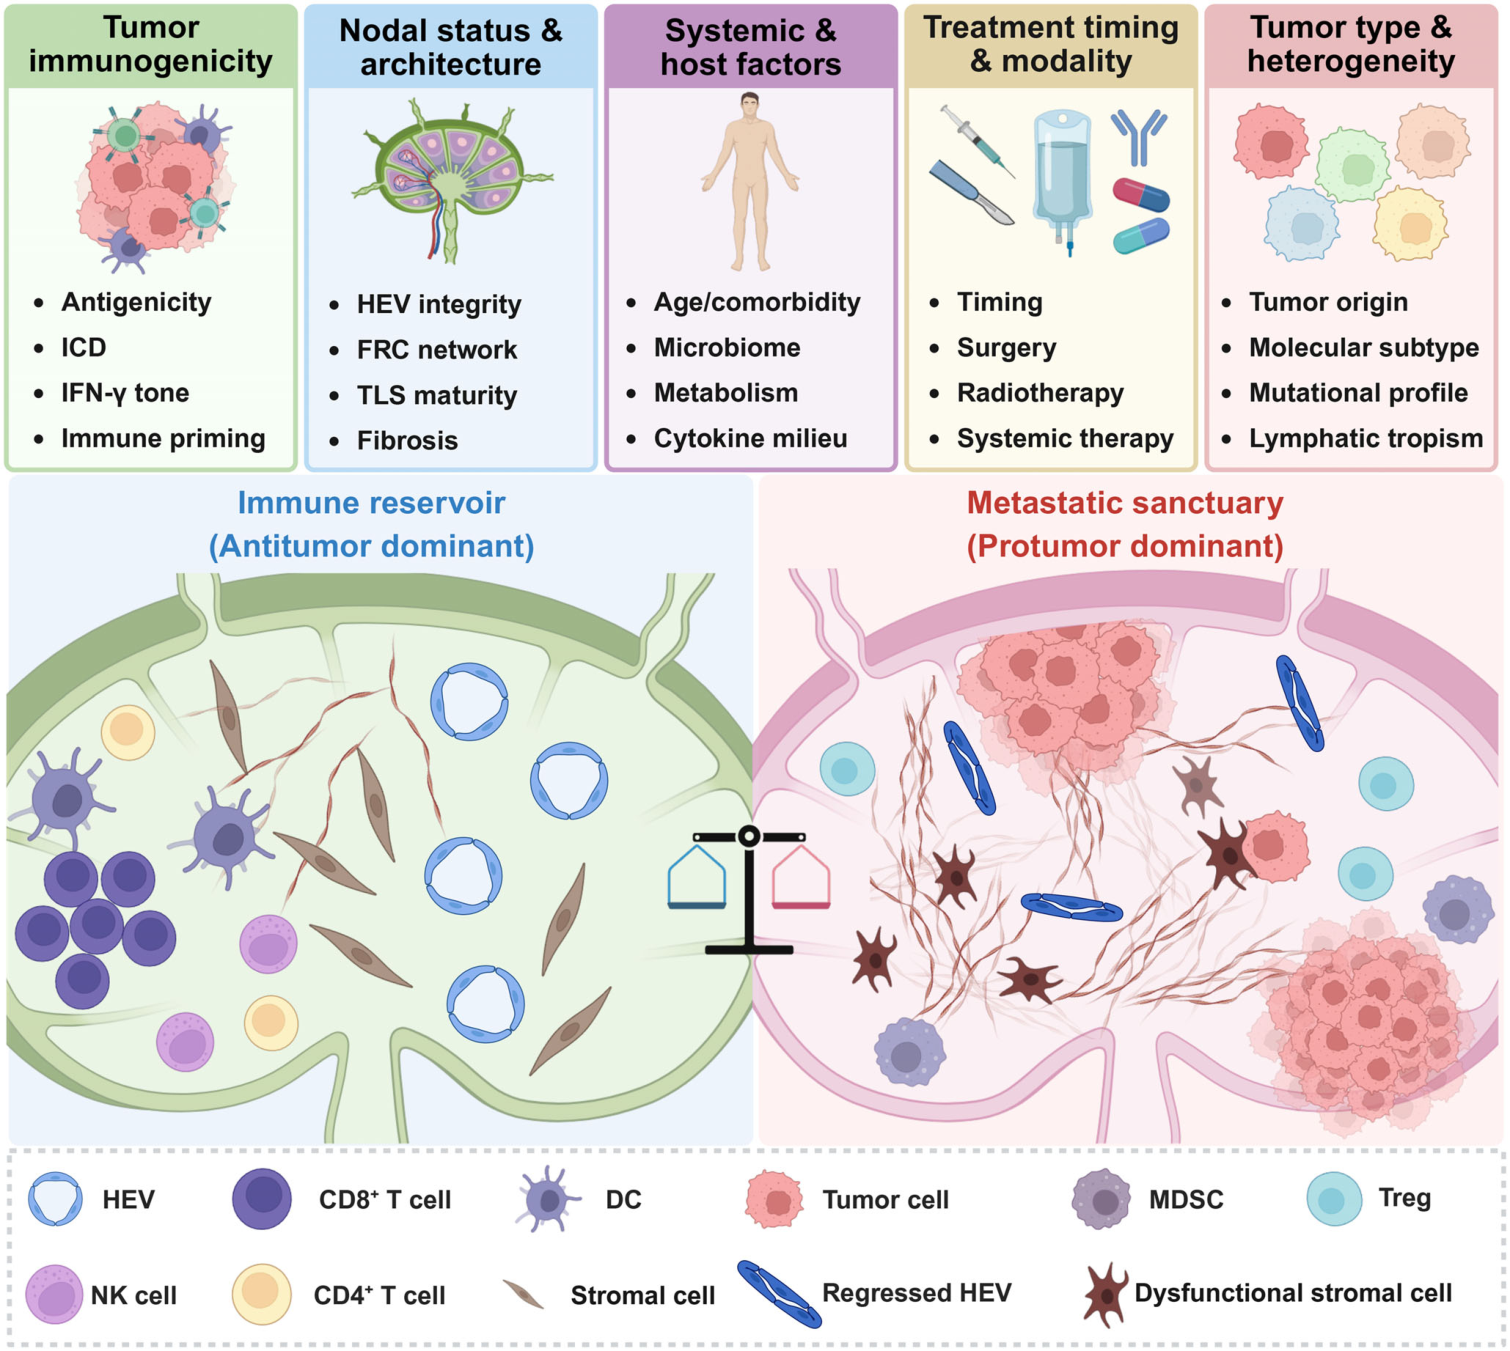 Tumor
immunogenicity
• Antigenicity
• ICD
• IFN-γ tone
• Immune priming
Nodal status &
architecture
• HEV integrity
• FRC network
• TLS maturity
• Fibrosis
Systemic &
host factors
• Age/comorbidity
• Microbiome
• Metabolism
• Cytokine milieu
Treatment timing
& modality
• Timing
• Surgery
• Radiotherapy
• Systemic therapy
Tumor type &
heterogeneity
• Tumor origin
• Molecular subtype
• Mutational profile
• Lymphatic tropism
Immune reservoir
(Antitumor dominant)
Metastatic sanctuary
(Protumor dominant)
HEV
CD8⁺ T cell
DC
Tumor cell
MDSC
Treg
NK cell
CD4⁺ T cell
Stromal cell
Regressed HEV
Dysfunctional stromal cell